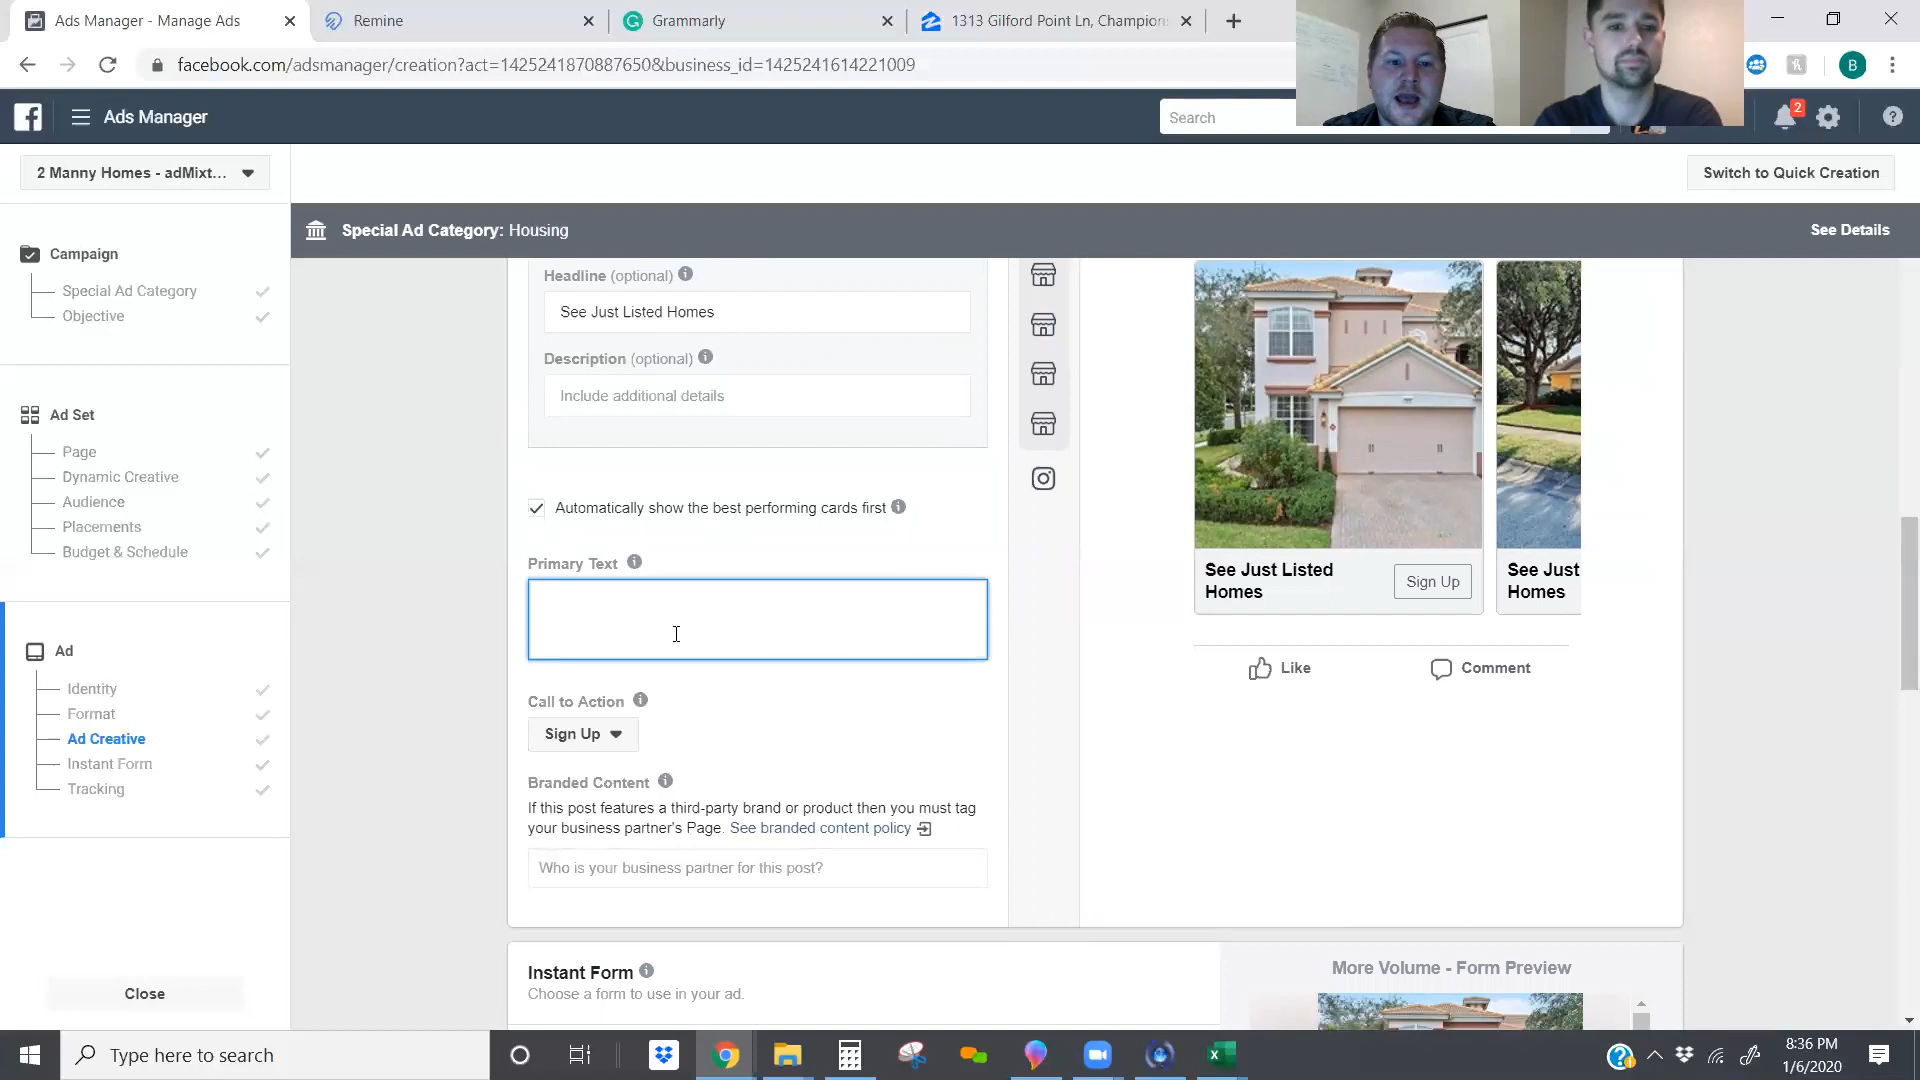 Ads Manager - Manage Ads
Remine
Grammarly
1313 Gilford Point Ln, Champion
facebook.com/adsmanager/creation?act=1425241870887650&business_id=1425241614221009
B
Ads Manager
Search
2
2 Manny Homes - adMixt...
Switch to Quick Creation
Special Ad Category: Housing
See Details
Campaign
Special Ad Category
Objective
Ad Set
Page
Dynamic Creative
Audience
Placements
Budget & Schedule
Ad
Identity
Format
Ad Creative
Instant Form
Tracking
Close
Headline (optional)
See Just Listed Homes
Description (optional)
Include additional details
Automatically show the best performing cards first
Primary Text
Call to Action
Sign Up
Branded Content
If this post features a third-party brand or product then you must tag
your business partner's Page. See branded content policy
Who is your business partner for this post?
See Just Listed
Homes
Sign Up
See Just
Homes
Like
Comment
Instant Form
Choose a form to use in your ad.
More Volume - Form Preview
Type here to search
8:36 PM
1/6/2020